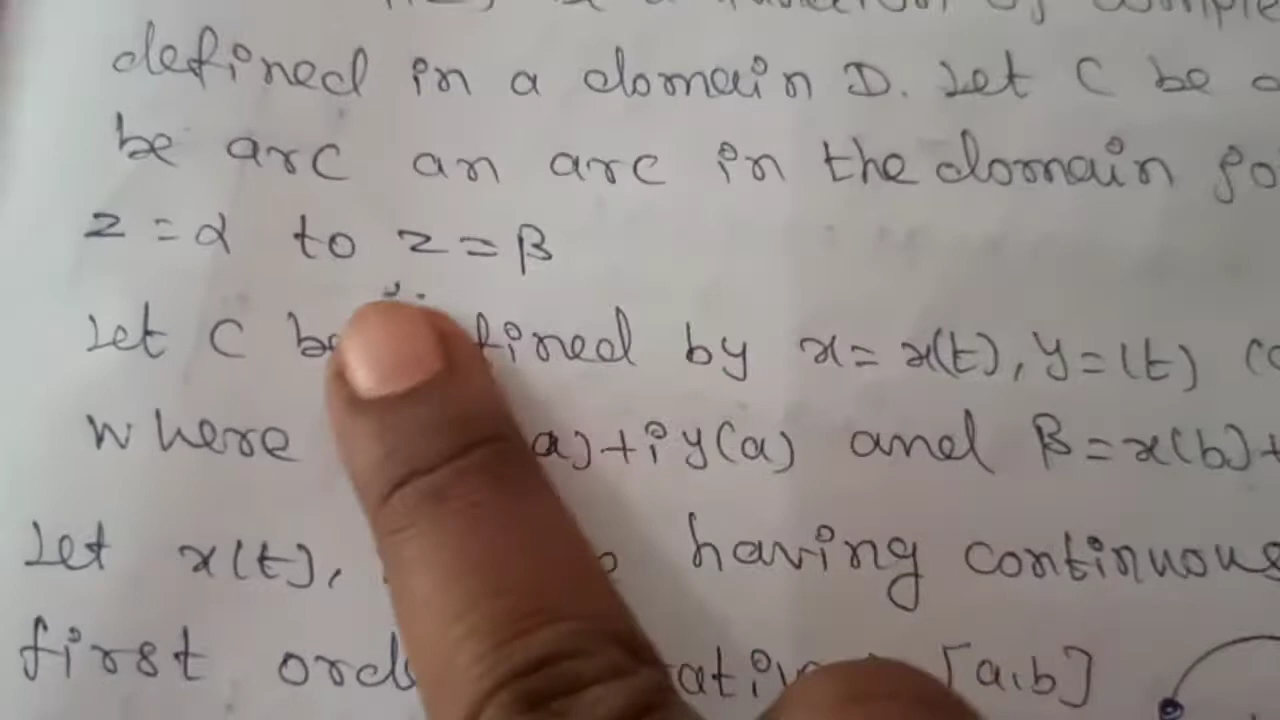 defined in a domain D. Let C be a
be arc an arc in the domain
z = α to z = β
Let C be fined by x = x(t), y = (t)
where a) + i y(a) and β = x(b) +
Let x(t), having continuous
first [a,b]